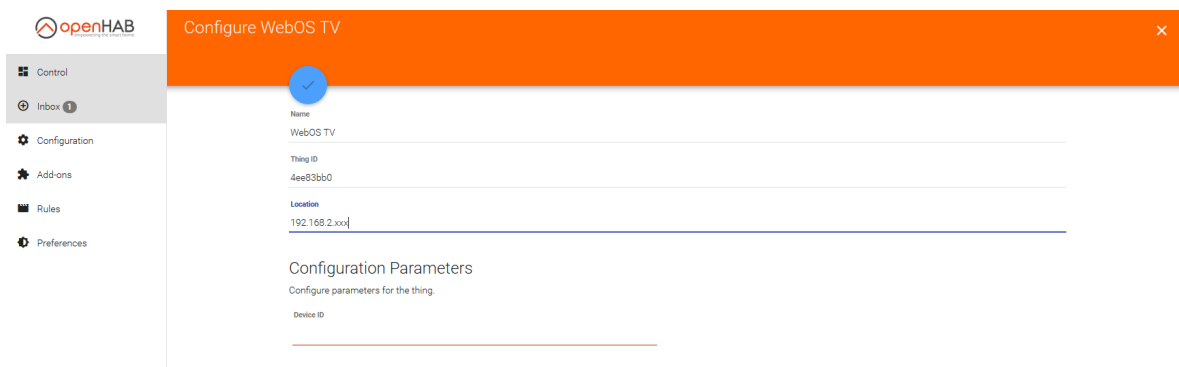 openHAB
empowering the smart home
Configure WebOS TV
Control
Inbox 1
Configuration
Add-ons
Rules
Preferences
Name
WebOS TV
Thing ID
4ee83bb0
Location
192.168.2.xxx
Configuration Parameters
Configure parameters for the thing.
Device ID